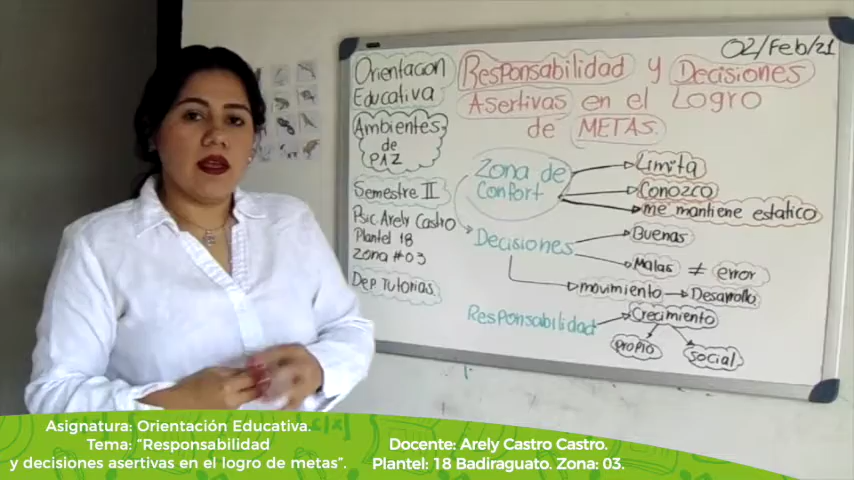 02/Feb/21
Orientacion
Educativa
Ambientes
de
PAZ
Semestre II
Psic. Arely Castro
Plantel 18
Zona #03
Dep Tutorias
Responsabilidad y Decisiones
Asertivas en el Logro
de METAS.
Zona de
Confort
Limita
Conozco
me mantiene estatico
Decisiones
Buenas
Malas ≠ error
movimiento → Desarrollo
Responsabilidad
Crecimiento
propio
social
Asignatura: Orientación Educativa.
Tema: “Responsabilidad
y decisiones asertivas en el logro de metas”.
Docente: Arely Castro Castro.
Plantel: 18 Badiraguato. Zona: 03.